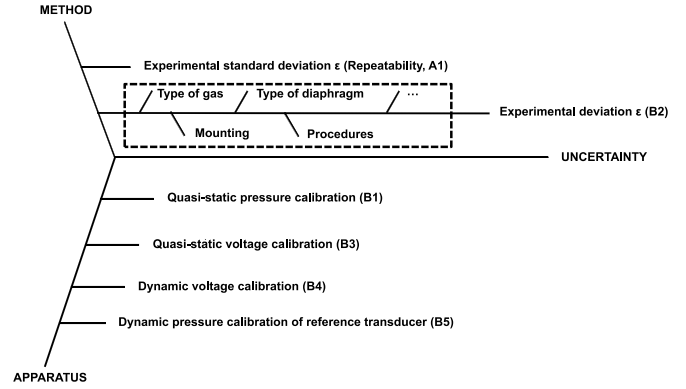 METHOD
Experimental standard deviation ε (Repeatability, A1)
Type of gas
Type of diaphragm
...
Experimental deviation ε (B2)
Mounting
Procedures
UNCERTAINTY
Quasi-static pressure calibration (B1)
Quasi-static voltage calibration (B3)
Dynamic voltage calibration (B4)
Dynamic pressure calibration of reference transducer (B5)
APPARATUS